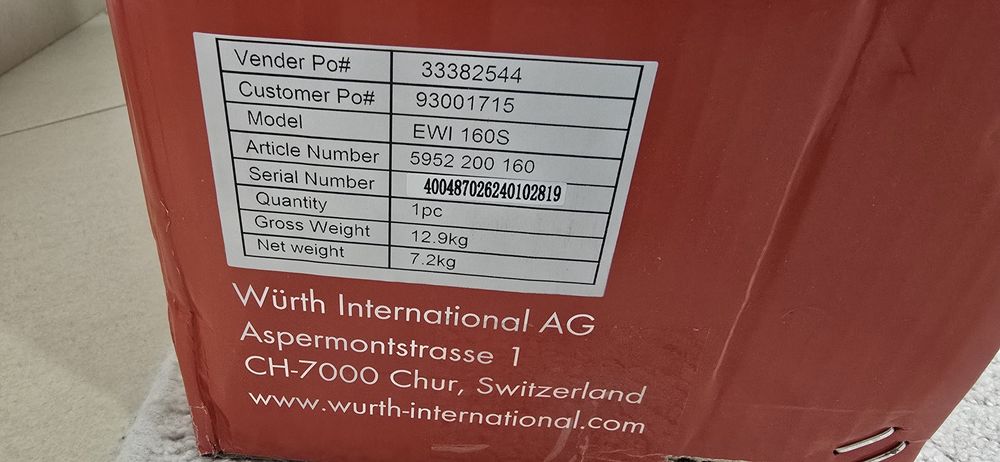 Vender Po# 33382544
Customer Po# 93001715
Model EWI 160S
Article Number 5952 200 160
Serial Number 400487026240102819
Quantity 1pc
Gross Weight 12.9kg
Net weight 7.2kg
Würth International AG
Aspermontstrasse 1
CH-7000 Chur, Switzerland
www.wurth-international.com